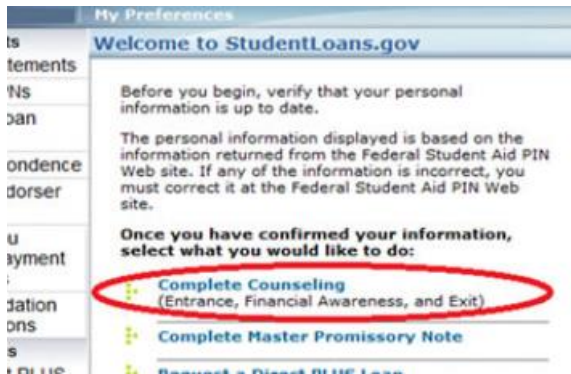 My Preferences
Welcome to StudentLoans.gov
tements
Before you begin, verify that your personal
information is up to date.
The personal information displayed is based on the
information returned from the Federal Student Aid PIN
Web site. If any of the information is incorrect, you
must correct it at the Federal Student Aid PIN Web
site.
ondence
dorser
Once you have confirmed your information,
select what you would like to do:
ayment
Complete Counseling
(Entrance, Financial Awareness, and Exit)
dation
ons
Complete Master Promissory Note
Request a Direct PLUS Loan